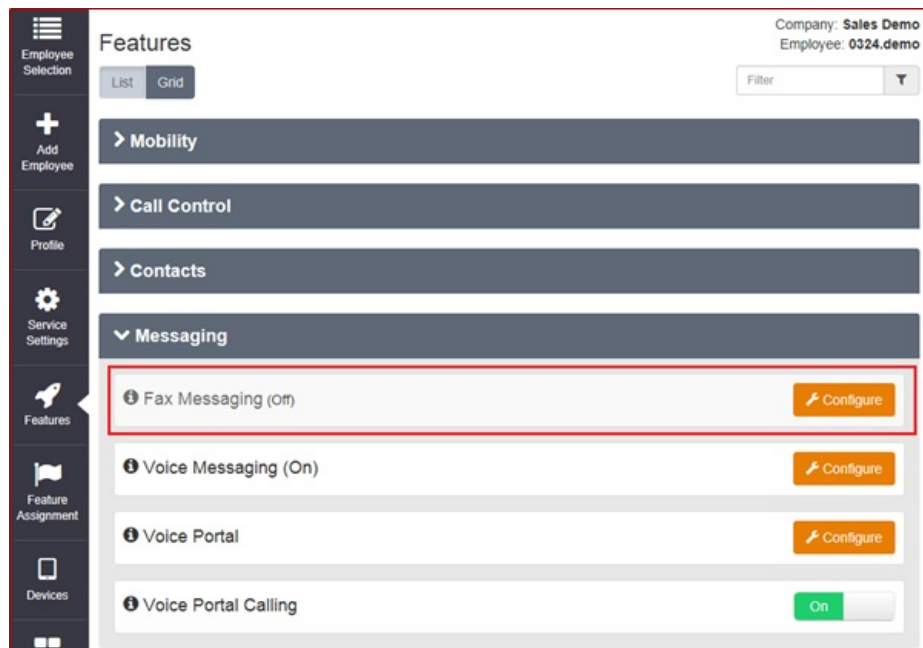 Employee
Selection
Add
Employee
Profile
Service
Settings
Features
Feature
Assignment
Devices
Features
Company: Sales Demo
Employee: 0324.demo
List Grid
Filter
Mobility
Call Control
Contacts
Messaging
Fax Messaging (Off)
Configure
Voice Messaging (On)
Configure
Voice Portal
Configure
Voice Portal Calling
On